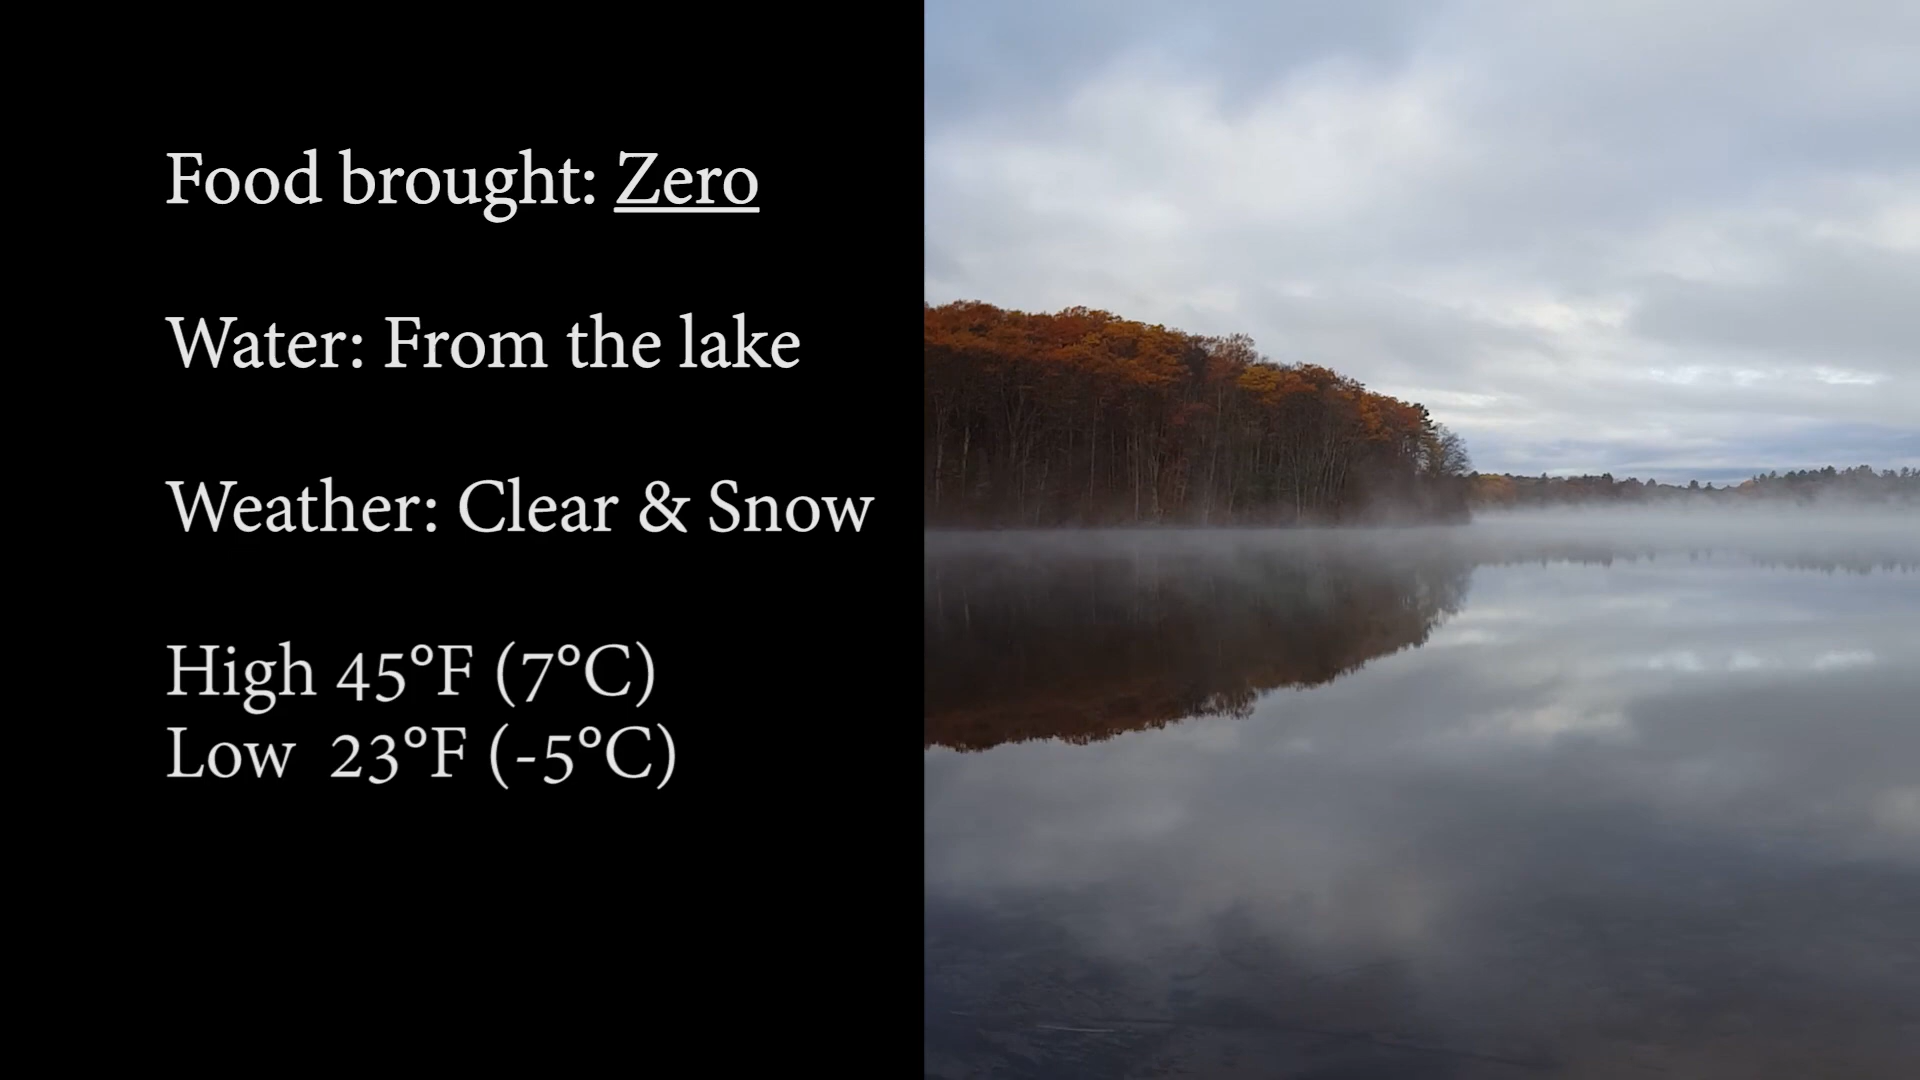 Food brought: Zero
Water: From the lake
Weather: Clear & Snow
High 45°F (7°C)
Low 23°F (-5°C)